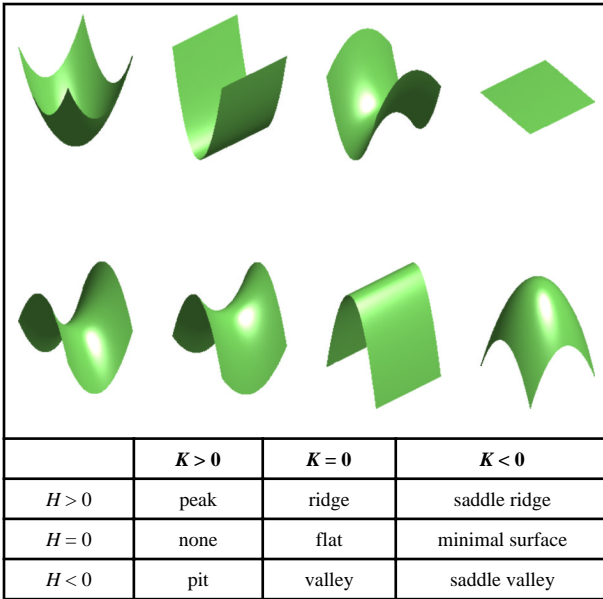 K > 0 K = 0 K < 0
H > 0 peak ridge saddle ridge
H = 0 none flat minimal surface
H < 0 pit valley saddle valley